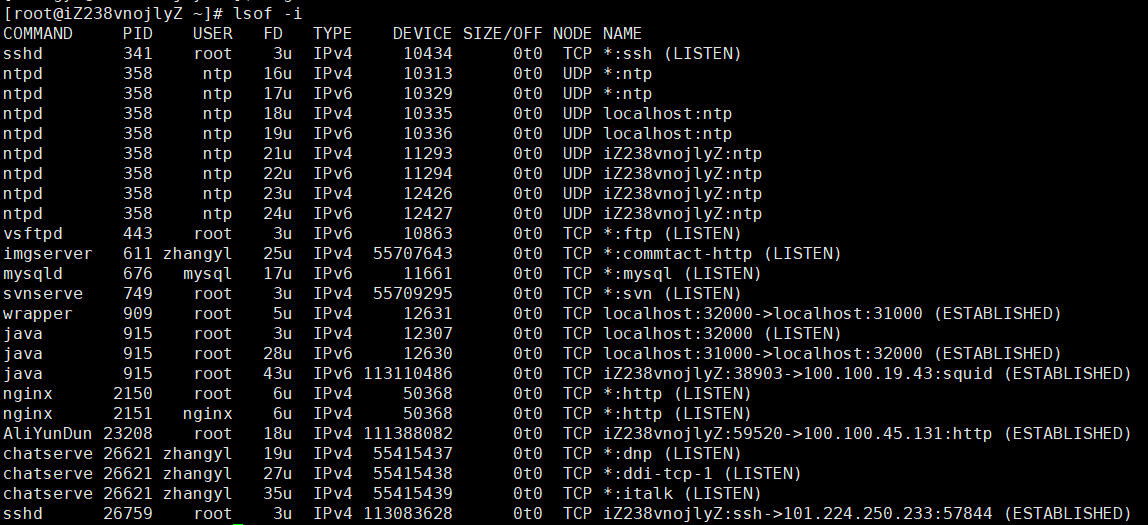 [root@iZ238vnojlyZ ~]# lsof -i
COMMAND     PID    USER   FD   TYPE    DEVICE SIZE/OFF NODE NAME
sshd        341    root    3u  IPv4     10434      0t0  TCP *:ssh (LISTEN)
ntpd        358     ntp   16u  IPv4     10313      0t0  UDP *:ntp
ntpd        358     ntp   17u  IPv6     10329      0t0  UDP *:ntp
ntpd        358     ntp   18u  IPv4     10335      0t0  UDP localhost:ntp
ntpd        358     ntp   19u  IPv6     10336      0t0  UDP localhost:ntp
ntpd        358     ntp   21u  IPv4     11293      0t0  UDP iZ238vnojlyZ:ntp
ntpd        358     ntp   22u  IPv6     11294      0t0  UDP iZ238vnojlyZ:ntp
ntpd        358     ntp   23u  IPv4     12426      0t0  UDP iZ238vnojlyZ:ntp
ntpd        358     ntp   24u  IPv6     12427      0t0  UDP iZ238vnojlyZ:ntp
vsftpd      443    root    3u  IPv6     10863      0t0  TCP *:ftp (LISTEN)
imgserver   611 zhangyl   25u  IPv4  55707643      0t0  TCP *:commtact-http (LISTEN)
mysqld      676   mysql   17u  IPv6     11661      0t0  TCP *:mysql (LISTEN)
svnserve    749    root    3u  IPv4  55709295      0t0  TCP *:svn (LISTEN)
wrapper     909    root    5u  IPv4     12631      0t0  TCP localhost:32000->localhost:31000 (ESTABLISHED)
java        915    root    3u  IPv4     12307      0t0  TCP localhost:32000 (LISTEN)
java        915    root   28u  IPv6     12630      0t0  TCP localhost:31000->localhost:32000 (ESTABLISHED)
java        915    root   43u  IPv6 113110486      0t0  TCP iZ238vnojlyZ:38903->100.100.19.43:squid (ESTABLISHED)
nginx      2150    root    6u  IPv4     50368      0t0  TCP *:http (LISTEN)
nginx      2151   nginx    6u  IPv4     50368      0t0  TCP *:http (LISTEN)
AliYunDun 23208    root   18u  IPv4 111388082      0t0  TCP iZ238vnojlyZ:59520->100.100.45.131:http (ESTABLISHED)
chatserve 26621 zhangyl   19u  IPv4  55415437      0t0  TCP *:dnp (LISTEN)
chatserve 26621 zhangyl   27u  IPv4  55415438      0t0  TCP *:ddi-tcp-1 (LISTEN)
chatserve 26621 zhangyl   35u  IPv4  55415439      0t0  TCP *:italk (LISTEN)
sshd      26759    root    3u  IPv4 113083628      0t0  TCP iZ238vnojlyZ:ssh->101.224.250.233:57844 (ESTABLISHED)